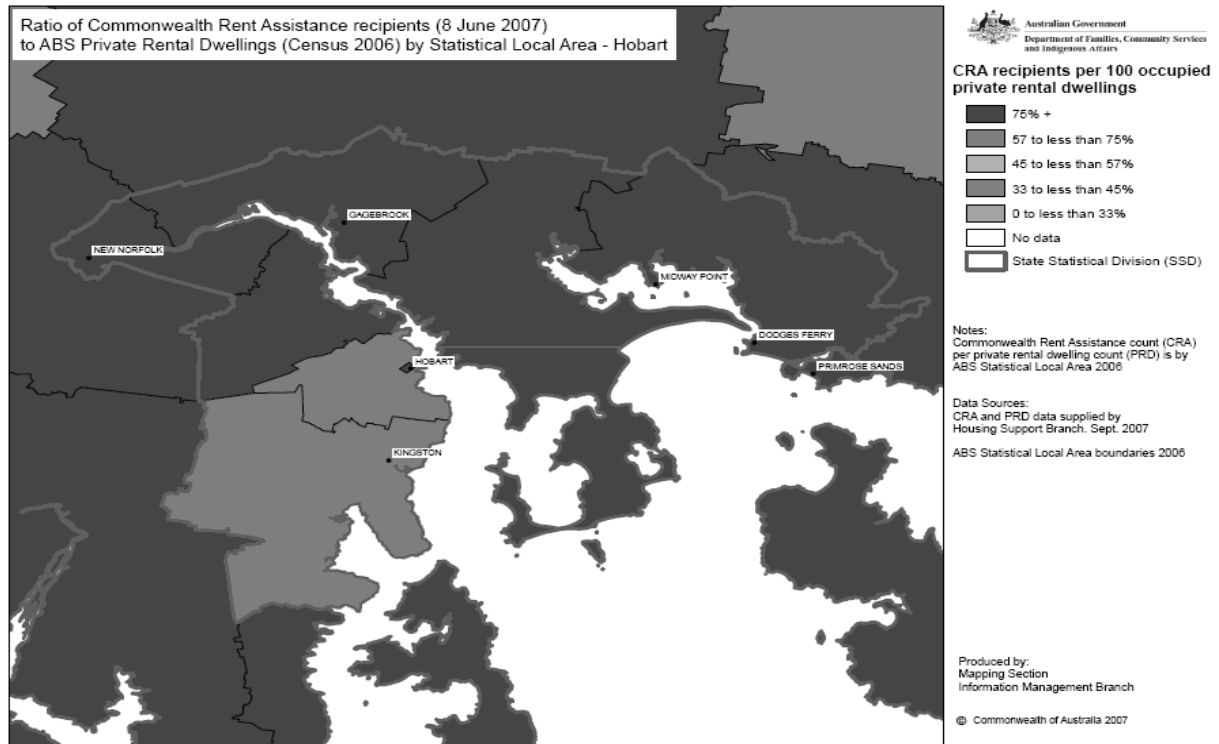 Ratio of Commonwealth Rent Assistance recipients (8 June 2007)
to ABS Private Rental Dwellings (Census 2006) by Statistical Local Area - Hobart
Australian Government
Department of Families, Community Services
and Indigenous Affairs
CRA recipients per 100 occupied
private rental dwellings
75% +
57 to less than 75%
45 to less than 57%
33 to less than 45%
0 to less than 33%
No data
State Statistical Division (SSD)
GAGEBROOK
NEW NORFOLK
MIDWAY POINT
DODGES FERRY
HOBART
PRIMROSE SANDS
KINGSTON
Notes:
Commonwealth Rent Assistance count (CRA)
per private rental dwelling count (PRD) is by
ABS Statistical Local Area 2006
Data Sources:
CRA and PRD data supplied by
Housing Support Branch. Sept. 2007
ABS Statistical Local Area boundaries 2006
Produced by:
Mapping Section
Information Management Branch
© Commonwealth of Australia 2007